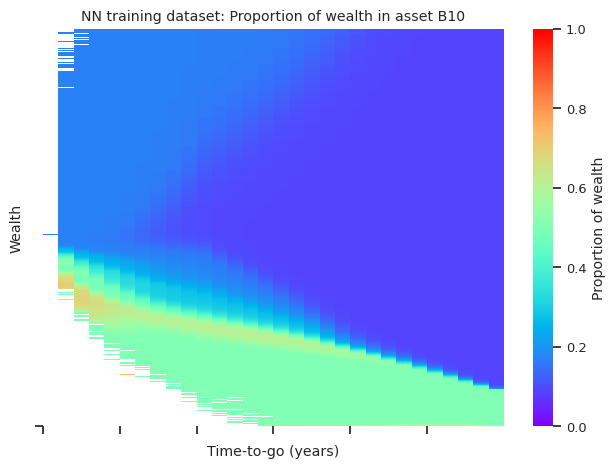 NN training dataset: Proportion of wealth in asset B10
Wealth
Time-to-go (years)
1.0
0.8
0.6
0.4
0.2
0.0
Proportion of wealth